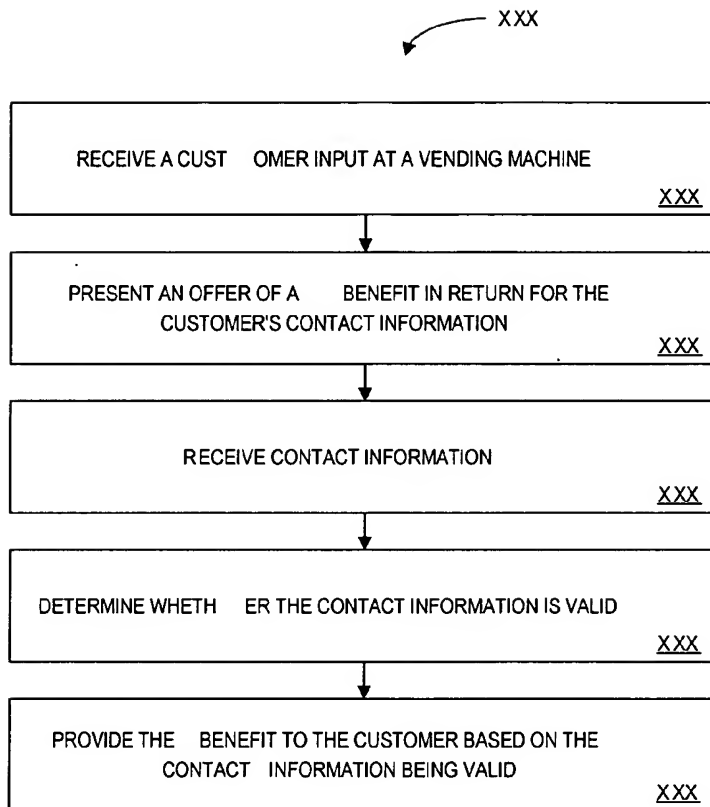 XXX
RECEIVE A CUST OMER INPUT AT A VENDING MACHINE
XXX
PRESENT AN OFFER OF A BENEFIT IN RETURN FOR THE
CUSTOMER'S CONTACT INFORMATION
XXX
RECEIVE CONTACT INFORMATION
XXX
DETERMINE WHETH ER THE CONTACT INFORMATION IS VALID
XXX
PROVIDE THE BENEFIT TO THE CUSTOMER BASED ON THE
CONTACT INFORMATION BEING VALID
XXX